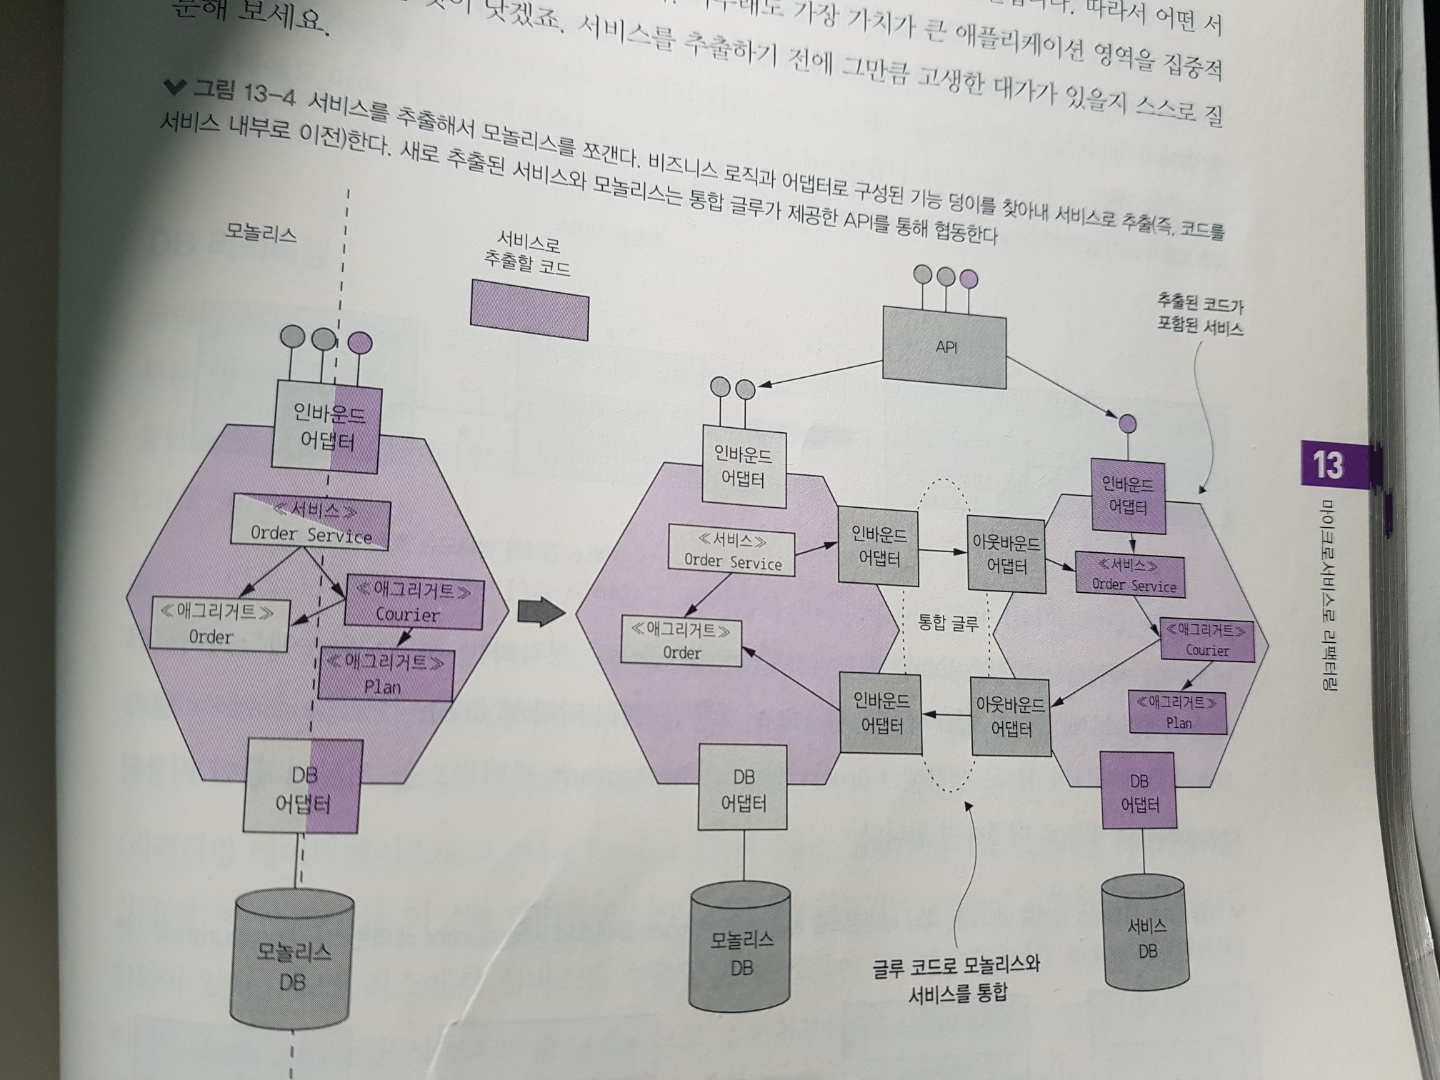 따라서 어떤 서
가장 가치가 큰 애플리케이션 영역을 집중적
낫겠죠. 서비스를 추출하기 전에 그만큼 고생한 대가가 있을지 스스로 질
문해 보세요.
그림 13-4 서비스를 추출해서 모놀리스를 쪼갠다. 비즈니스 로직과 어댑터로 구성된 기능 덩이를 찾아내 서비스로 추출(즉, 코드를
서비스 내부로 이전)한다. 새로 추출된 서비스와 모놀리스는 통합 글루가 제공한 API를 통해 협동한다
모놀리스
서비스로
추출할 코드
인바운드
어댑터
≪서비스≫
Order Service
≪애그리거트≫
Order
≪애그리거트≫
Courier
≪애그리거트≫
Plan
DB
어댑터
모놀리스
DB
API
추출된 코드가
포함된 서비스
인바운드
어댑터
≪서비스≫
Order Service
≪애그리거트≫
Order
인바운드
어댑터
아웃바운드
어댑터
통합 글루
인바운드
어댑터
아웃바운드
어댑터
DB
어댑터
모놀리스
DB
인바운드
어댑터
≪서비스≫
Order Service
≪애그리거트≫
Courier
≪애그리거트≫
Plan
DB
어댑터
서비스
DB
글루 코드로 모놀리스와
서비스를 통합
13
마이크로서비스로 리팩터링